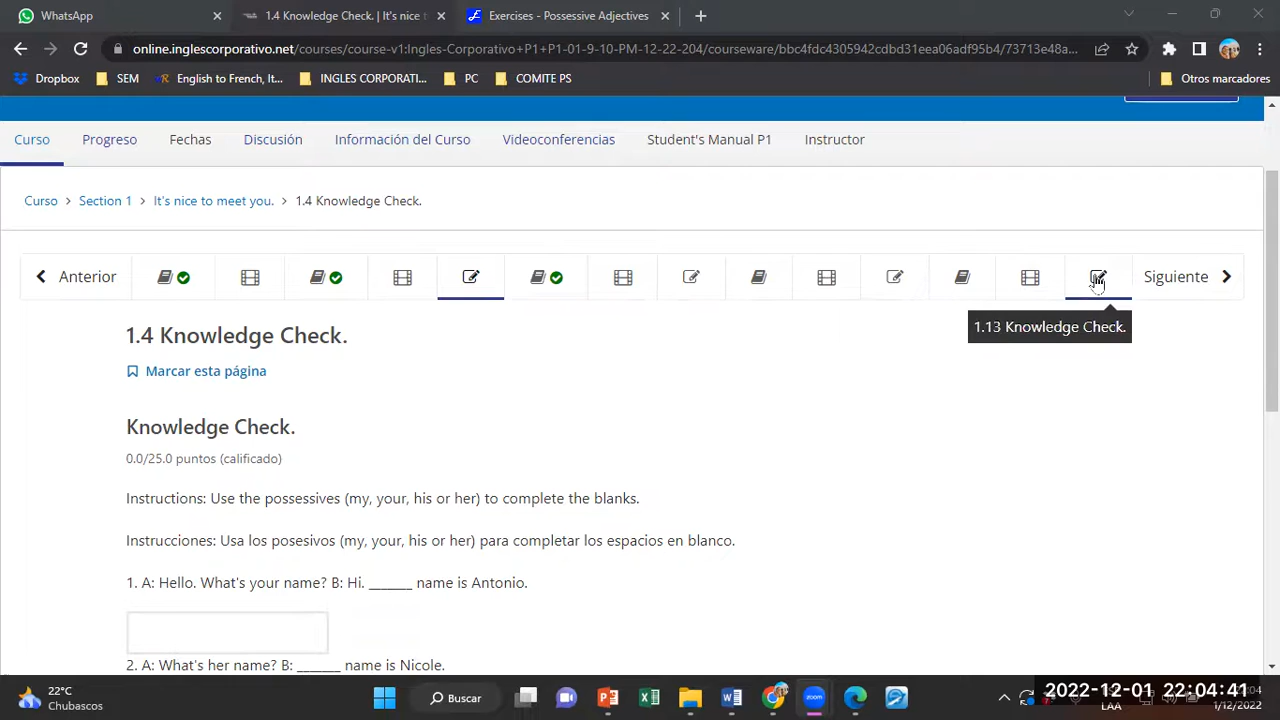 WhatsApp
1.4 Knowledge Check. | It's nice t
Exercises - Possessive Adjectives
online.inglescorporativo.net/courses/course-v1:Ingles-Corporativo+P1+P1-01-9-10-PM-12-22-204/courseware/bbc4fdc4305942cdbd31eea06adf95b4/73713e48a...
Dropbox
SEM
English to French, It...
INGLES CORPORATI...
PC
COMITE PS
Otros marcadores
Curso
Progreso
Fechas
Discusión
Información del Curso
Videoconferencias
Student's Manual P1
Instructor
Curso > Section 1 > It's nice to meet you. > 1.4 Knowledge Check.
Anterior
Siguiente
1.13 Knowledge Check.
1.4 Knowledge Check.
Marcar esta página
Knowledge Check.
0.0/25.0 puntos (calificado)
Instructions: Use the possessives (my, your, his or her) to complete the blanks.
Instrucciones: Usa los posesivos (my, your, his or her) para completar los espacios en blanco.
1. A: Hello. What's your name? B: Hi. ______ name is Antonio.
2. A: What's her name? B: ______ name is Nicole.
22°C
Chubascos
Buscar
2022-12-01 22:04:41
LAA
1/12/2022